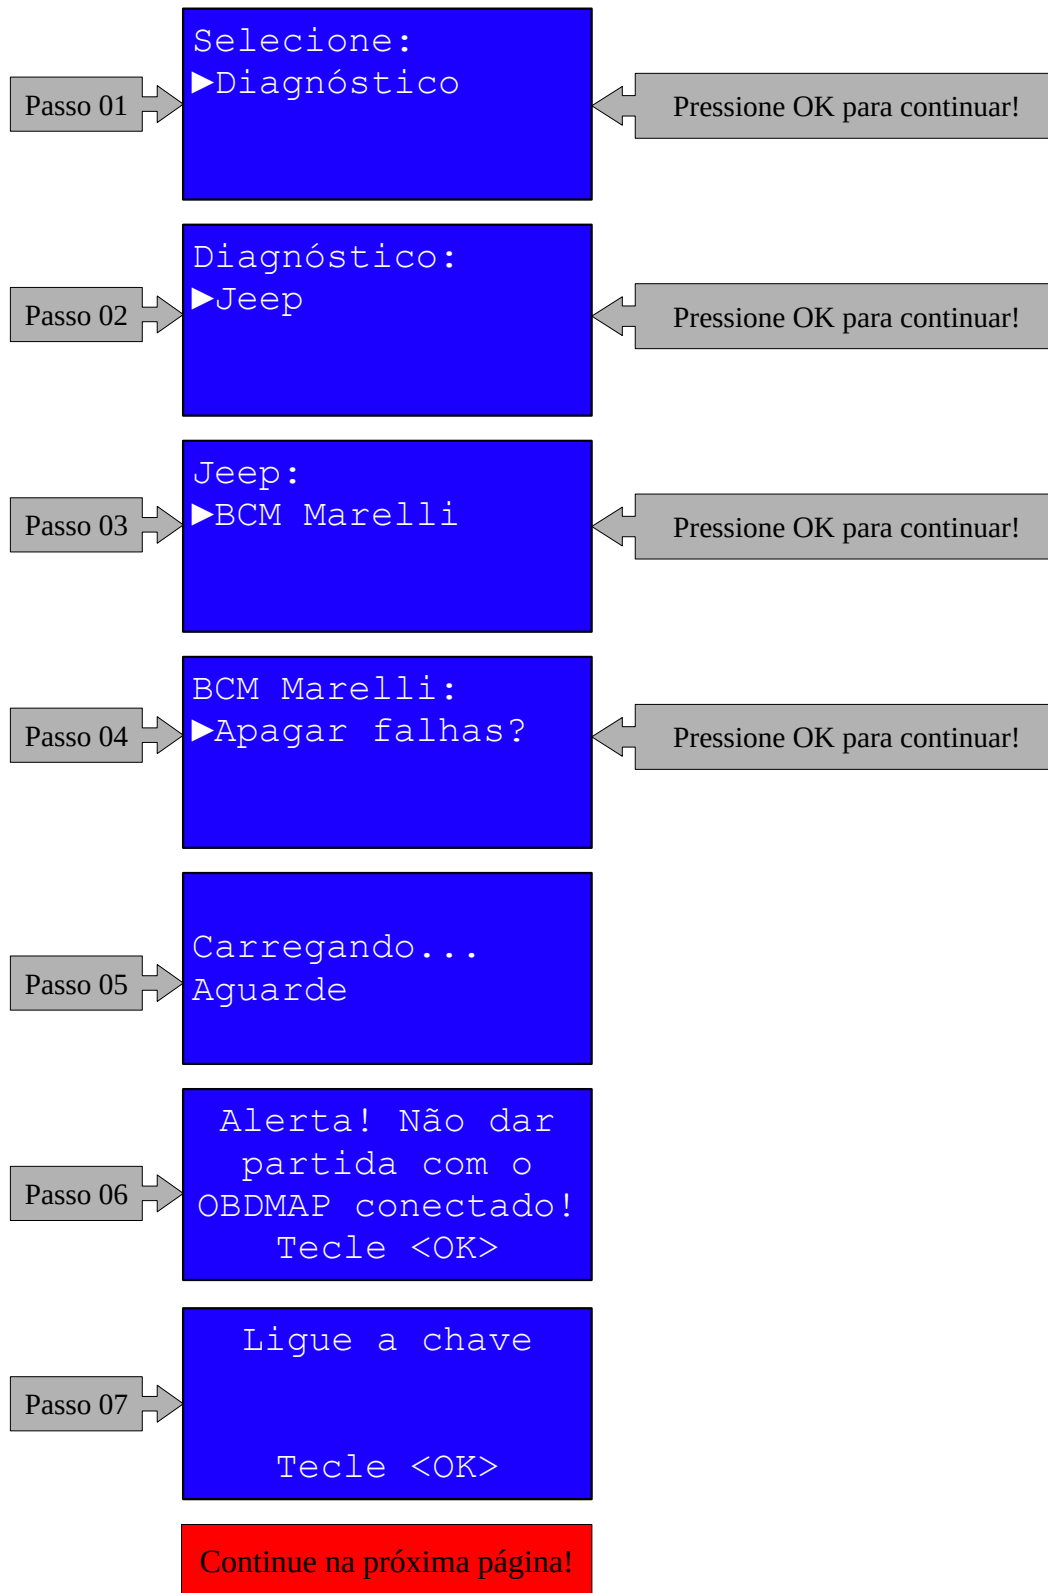 Passo 01
Selecione:
►Diagnóstico
Pressione OK para continuar!
Passo 02
Diagnóstico:
►Jeep
Pressione OK para continuar!
Passo 03
Jeep:
►BCM Marelli
Pressione OK para continuar!
Passo 04
BCM Marelli:
►Apagar falhas?
Pressione OK para continuar!
Passo 05
Carregando...
Aguarde
Passo 06
Alerta! Não dar
partida com o
OBDMAP conectado!
Tecle <OK>
Passo 07
Ligue a chave
Tecle <OK>
Continue na próxima página!